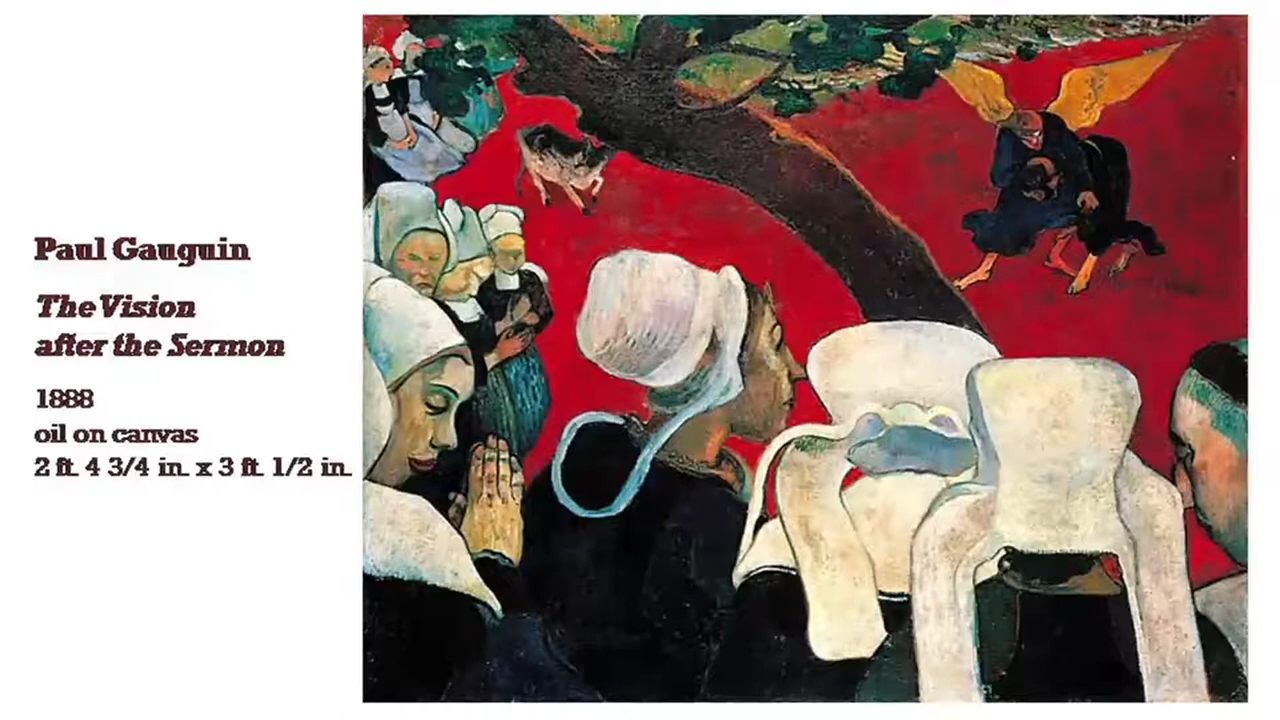 Paul Gauguin
The Vision
after the Sermon
1888
oil on canvas
2 ft. 4 3/4 in. x 3 ft. 1/2 in.